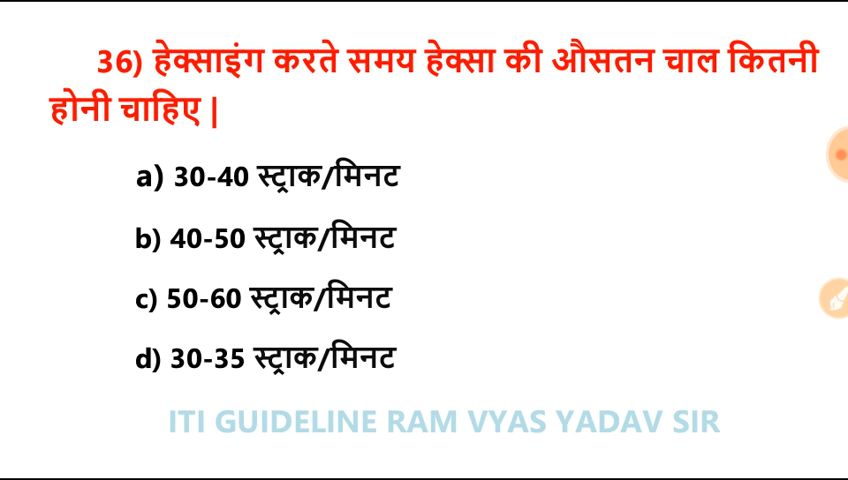 36) हेक्साइंग करते समय हेक्सा की औसतन चाल कितनी
होनी चाहिए |
a) 30-40 स्ट्राक/मिनट
b) 40-50 स्ट्राक/मिनट
c) 50-60 स्ट्राक/मिनट
d) 30-35 स्ट्राक/मिनट
ITI GUIDELINE RAM VYAS YADAV SIR